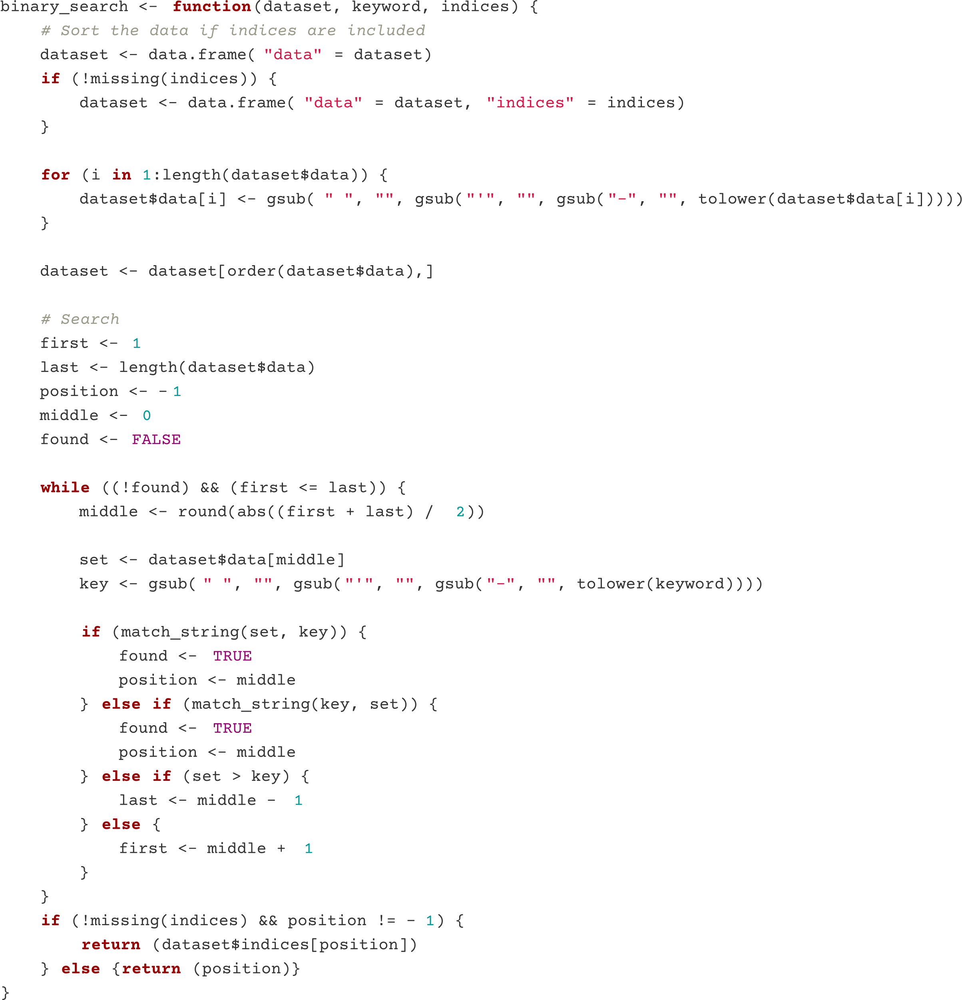 binary_search <- function(dataset, keyword, indices) {
    # Sort the data if indices are included
    dataset <- data.frame( "data" = dataset)
    if (!missing(indices)) {
        dataset <- data.frame( "data" = dataset, "indices" = indices)
    }

    for (i in 1:length(dataset$data)) {
        dataset$data[i] <- gsub( " ", "", gsub("'", "", gsub("-", "", tolower(dataset$data[i]))))
    }

    dataset <- dataset[order(dataset$data),]

    # Search
    first <- 1
    last <- length(dataset$data)
    position <- -1
    middle <- 0
    found <- FALSE

    while ((!found) && (first <= last)) {
        middle <- round(abs((first + last) / 2))

        set <- dataset$data[middle]
        key <- gsub( " ", "", gsub("'", "", gsub("-", "", tolower(keyword))))

        if (match_string(set, key)) {
            found <- TRUE
            position <- middle
        } else if (match_string(key, set)) {
            found <- TRUE
            position <- middle
        } else if (set > key) {
            last <- middle - 1
        } else {
            first <- middle + 1
        }
    }
    if (!missing(indices) && position != - 1) {
        return (dataset$indices[position])
    } else {return (position)}
}